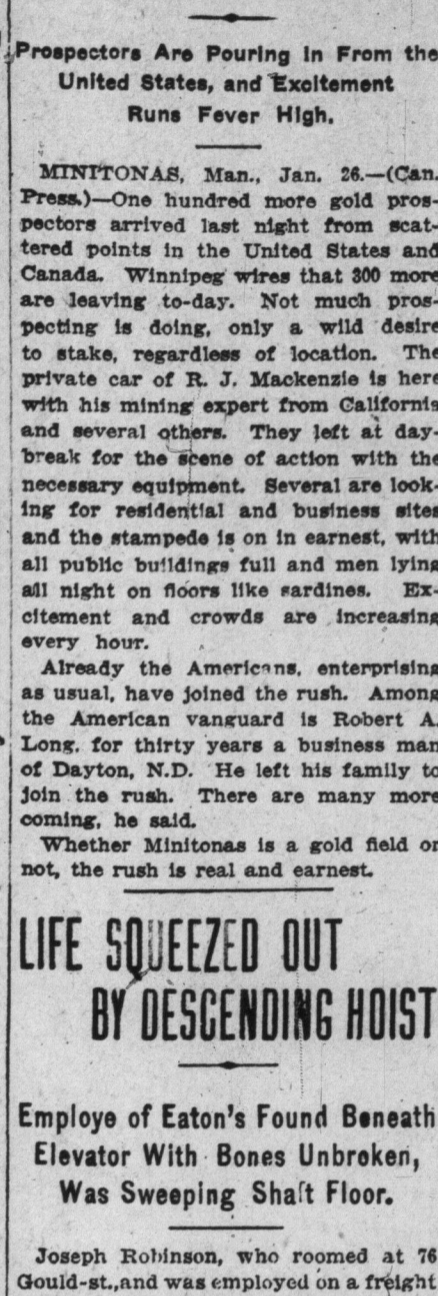 Prospectors Are Pouring In From the
United States, and Excitement
Runs Fever High.
MINITONAS, Man., Jan. 26.—(Can.
Press.)—One hundred more gold pros-
pectors arrived last night from scat-
tered points in the United States and
Canada. Winnipeg wires that 300 more
are leaving to-day. Not much pros-
pecting is doing, only a wild desire
to stake, regardless of location. The
private car of R. J. Mackenzie is here
with his mining expert from California
and several others. They left at day-
break for the scene of action with the
necessary equipment. Several are look-
ing for residential and business sites
and the stampede is on in earnest, with
all public buildings full and men lying
all night on floors like sardines. Ex-
citement and crowds are increasing
every hour.
Already the Americans, enterprising
as usual, have joined the rush. Among
the American vanguard is Robert A.
Long, for thirty years a business man
of Dayton, N.D. He left his family to
join the rush. There are many more
coming, he said.
Whether Minitonas is a gold field or
not, the rush is real and earnest.
LIFE SQUEEZED OUT
BY DESCENDING HOIST
Employe of Eaton's Found Beneath
Elevator With Bones Unbroken,
Was Sweeping Shaft Floor.
Joseph Robinson, who roomed at 76
Gould-st.,and was employed on a freight